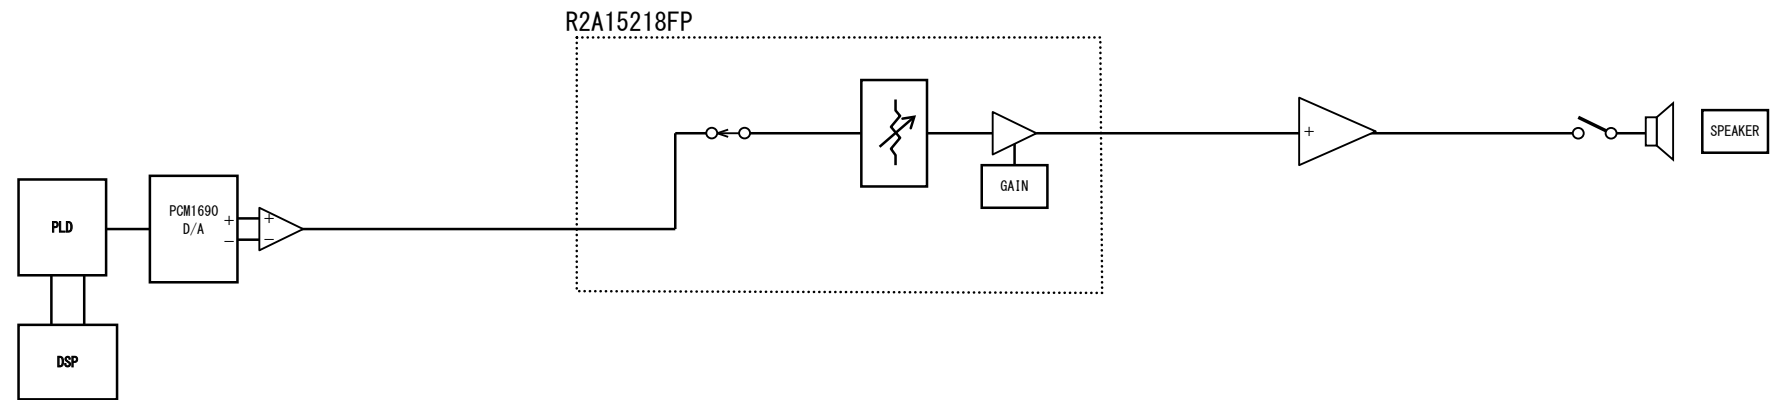 R2A15218FP
GAIN
+
SPEAKER
PLD
PCM1690
D/A
+
−
+
−
DSP